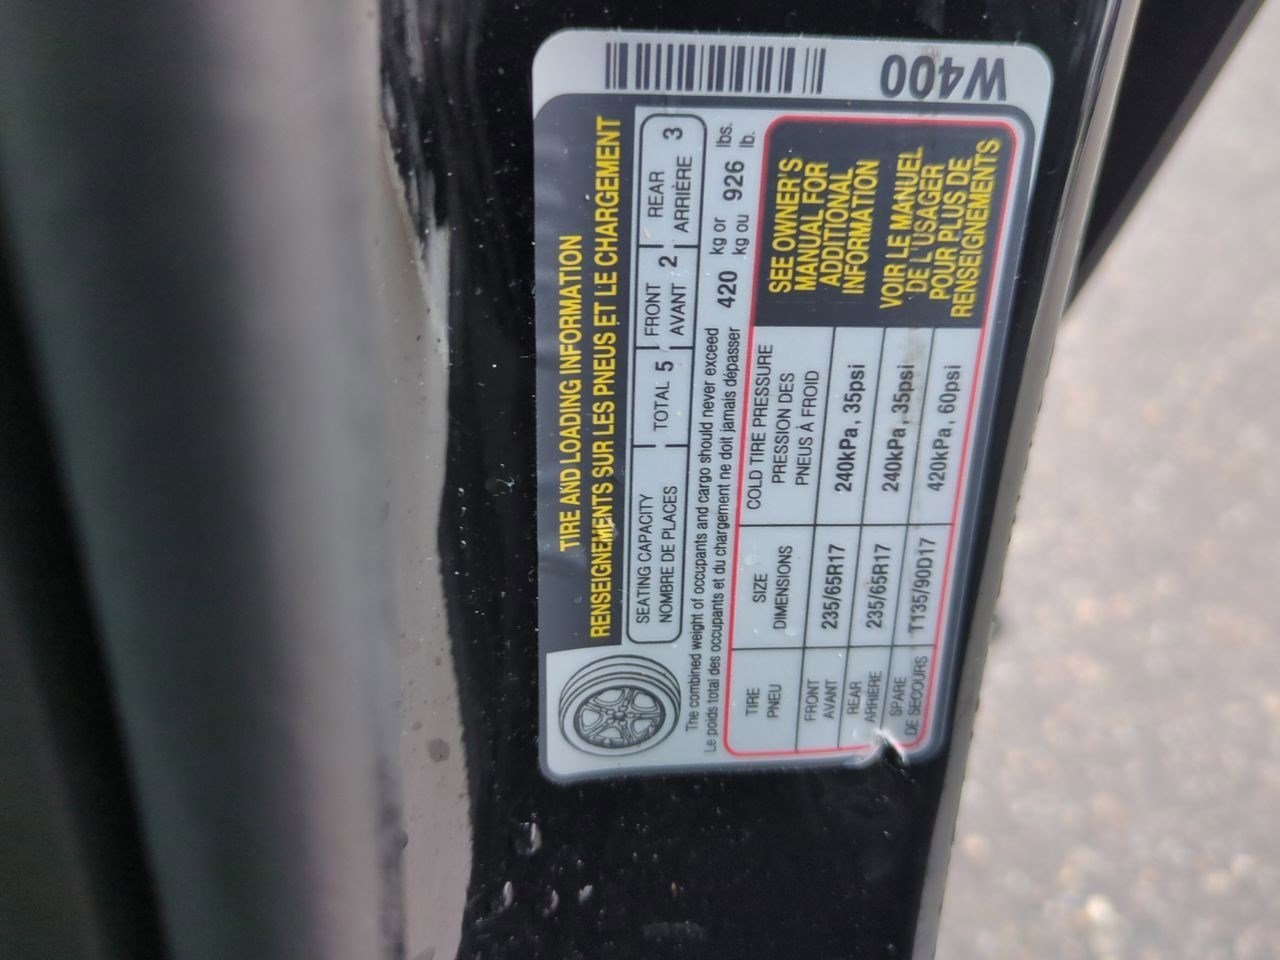 W400
TIRE AND LOADING INFORMATION
RENSEIGNEMENTS SUR LES PNEUS ET LE CHARGEMENT
SEATING CAPACITY
NOMBRE DE PLACES
TOTAL 5
FRONT
AVANT
2
REAR
ARRIÈRE
3
The combined weight of occupants and cargo should never exceed 420 kg or 926 lbs.
Le poids total des occupants et du chargement ne doit jamais dépasser kg ou lb.
TIRE
PNEU
SIZE
DIMENSIONS
COLD TIRE PRESSURE
PRESSION DES
PNEUS À FROID
FRONT
AVANT
235/65R17
240kPa, 35psi
REAR
ARRIÈRE
235/65R17
240kPa, 35psi
SPARE
DE SECOURS
T135/90D17
420kPa, 60psi
SEE OWNER'S
MANUAL FOR
ADDITIONAL
INFORMATION
VOIR LE MANUEL
DE L'USAGER
POUR PLUS DE
RENSEIGNEMENTS